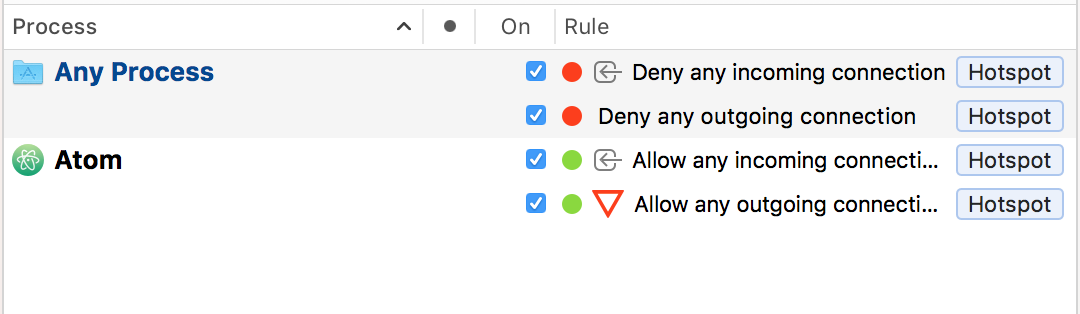 Process On Rule
Any Process Deny any incoming connection Hotspot
Deny any outgoing connection Hotspot
Atom Allow any incoming connecti... Hotspot
Allow any outgoing connecti... Hotspot